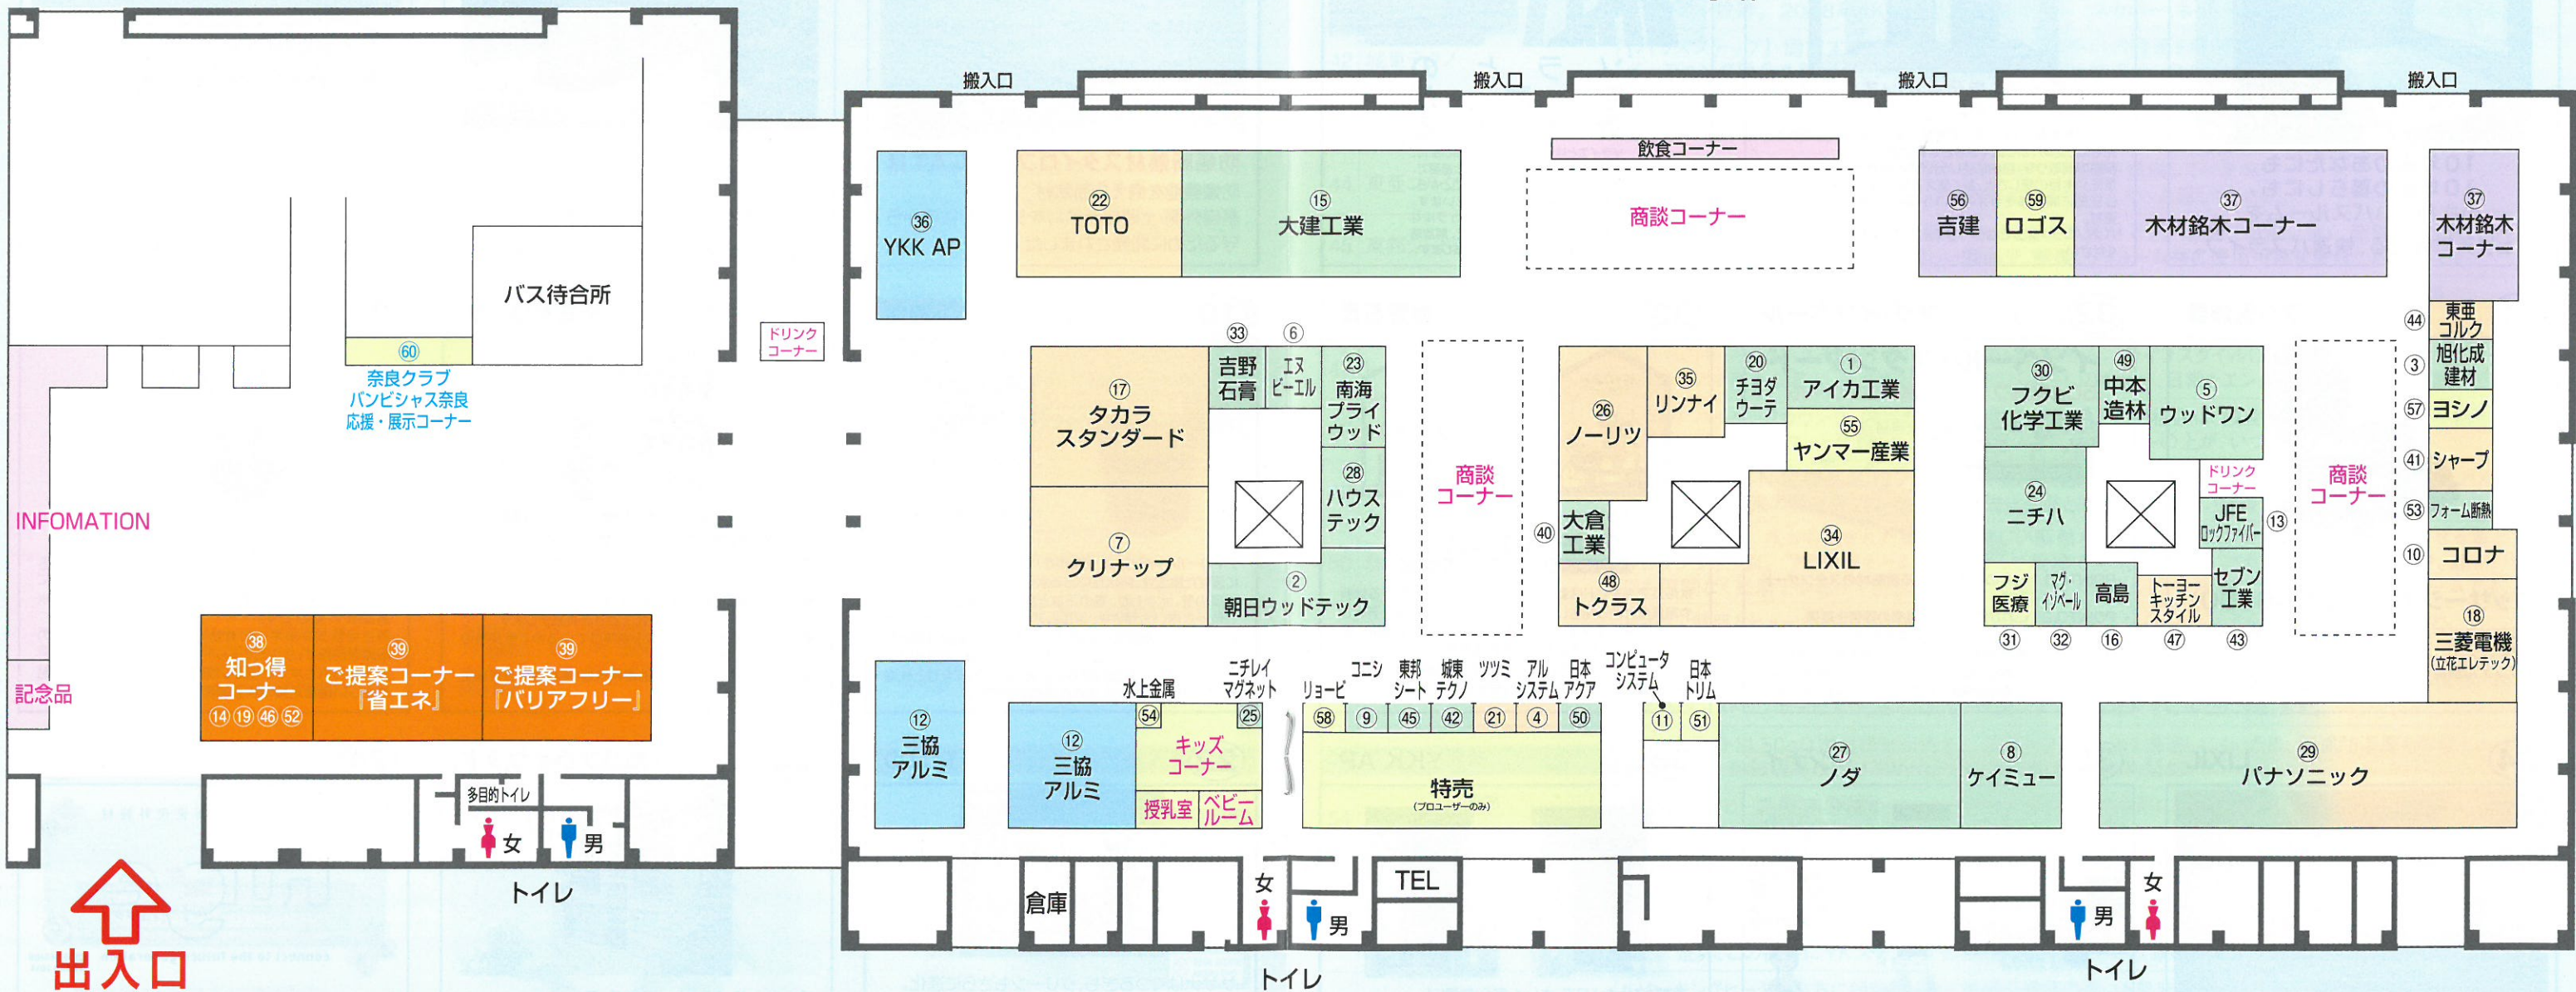 搬入口
搬入口
搬入口
搬入口
バス待合所
⑥⓪
奈良クラブ
バンビシャス奈良
応援・展示コーナー
INFOMATION
記念品
㊳
知っ得
コーナー
⑭⑲㊻52
㊴
ご提案コーナー
『省エネ』
㊴
ご提案コーナー
『バリアフリー』
多目的トイレ
女
男
トイレ
出入口
ドリンク
コーナー
㊱
YKK AP
㉒
TOTO
⑮
大建工業
飲食コーナー
商談コーナー
56
吉建
59
ロゴス
㊲
木材銘木コーナー
㊲
木材銘木
コーナー
⑰
タカラ
スタンダード
㉝
吉野
石膏
⑥
エヌ
ビーエル
㉓
南海
プライ
ウッド
㉘
ハウス
テック
⑦
クリナップ
②
朝日ウッドテック
商談
コーナー
㉖
ノーリツ
㉟
リンナイ
⑳
チヨダ
ウーテ
①
アイカ工業
55
ヤンマー産業
㊵
大倉
工業
㉞
LIXIL
㊽
トクラス
㉚
フクビ
化学工業
㊾
中本
造林
⑤
ウッドワン
㉔
ニチハ
ドリンク
コーナー
JFE
ロックファイバー
⑬
フジ
医療
㉛
マグ・
イゾベール
㉜
高島
⑯
トーヨー
キッチン
スタイル
㊼
セブン
工業
㊸
商談
コーナー
㊹
東亜
コルク
③
旭化成
建材
57
ヨシノ
㊶
シャープ
53
フォーム断熱
⑩
コロナ
⑱
三菱電機
(立花エレテック)
⑫
三協
アルミ
⑫
三協
アルミ
水上金属
54
ニチレイ
マグネット
㉕
キッズ
コーナー
授乳室
ベビー
ルーム
リョービ
58
コニシ
⑨
東邦
シート
㊺
城東
テクノ
㊷
ツツミ
㉑
アル
システム
④
日本
アクア
㊿
特売
(プロユーザーのみ)
コンピュータ
システム
⑪
日本
トリム
51
㉗
ノダ
⑧
ケイミュー
㉙
パナソニック
倉庫
女
男
TEL
トイレ
男
女
トイレ